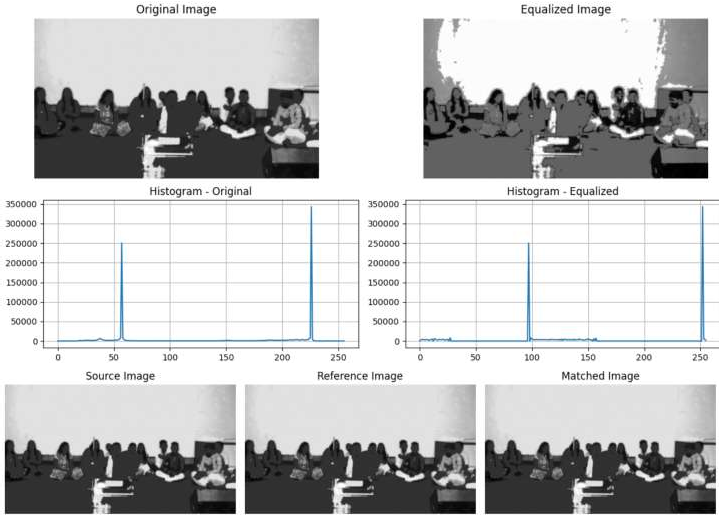 Original Image
Equalized Image
Histogram - Original
Histogram - Equalized
350000
300000
250000
200000
150000
100000
50000
0
0 50 100 150 200 250
350000
300000
250000
200000
150000
100000
50000
0
0 50 100 150 200 250
Source Image
Reference Image
Matched Image